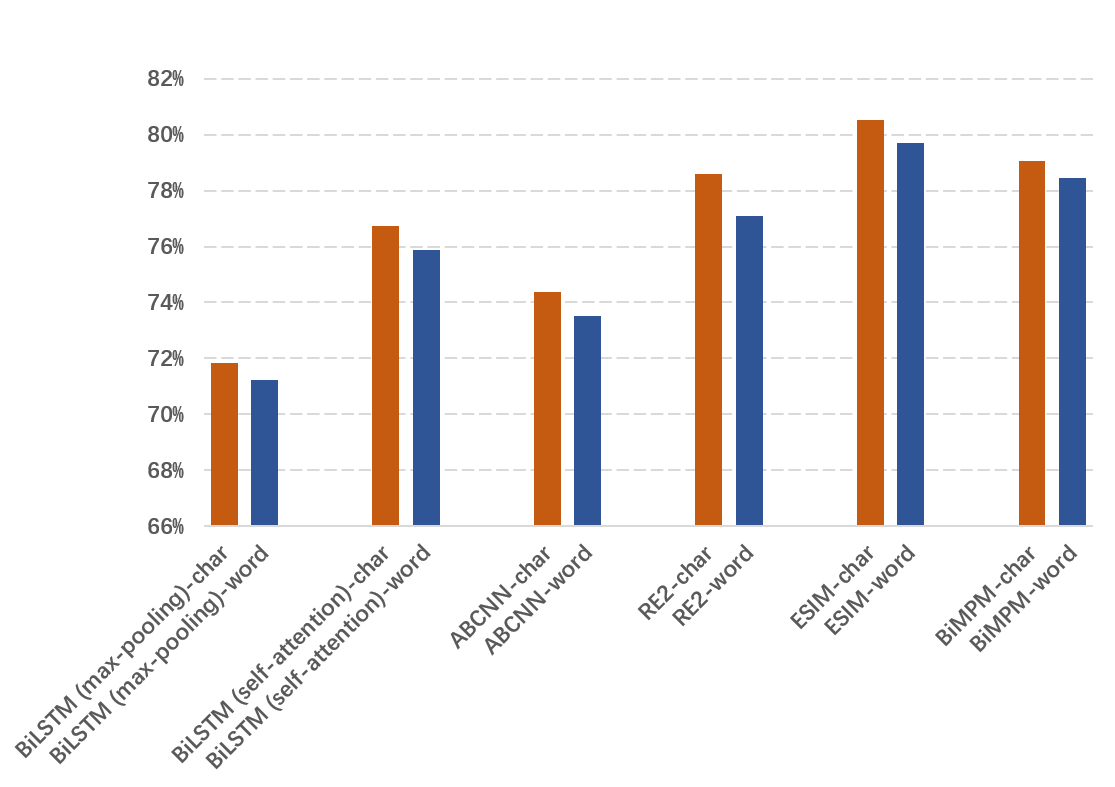 82%
80%
78%
76%
74%
72%
70%
68%
66%
BiLSTM (max-pooling)-char
BiLSTM (max-pooling)-word
BiLSTM (self-attention)-char
BiLSTM (self-attention)-word
ABCNN-char
ABCNN-word
RE2-char
RE2-word
ESIM-char
ESIM-word
BiMPM-char
BiMPM-word